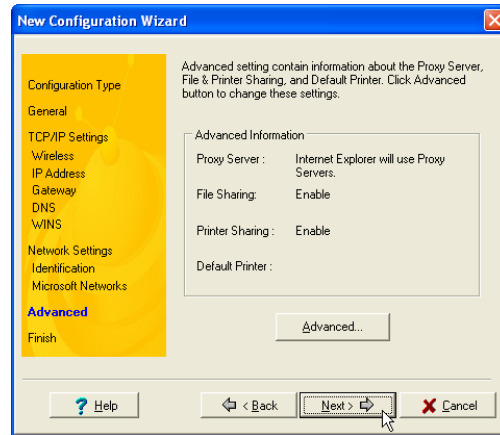 New Configuration Wizard
Configuration Type
General
TCP/IP Settings
Wireless
IP Address
Gateway
DNS
WINS
Network Settings
Identification
Microsoft Networks
Advanced
Finish
Advanced setting contain information about the Proxy Server,
File & Printer Sharing, and Default Printer. Click Advanced
button to change these settings.
Advanced Information
Proxy Server : Internet Explorer will use Proxy
Servers.
File Sharing: Enable
Printer Sharing : Enable
Default Printer :
Advanced...
? Help
< Back
Next >
Cancel